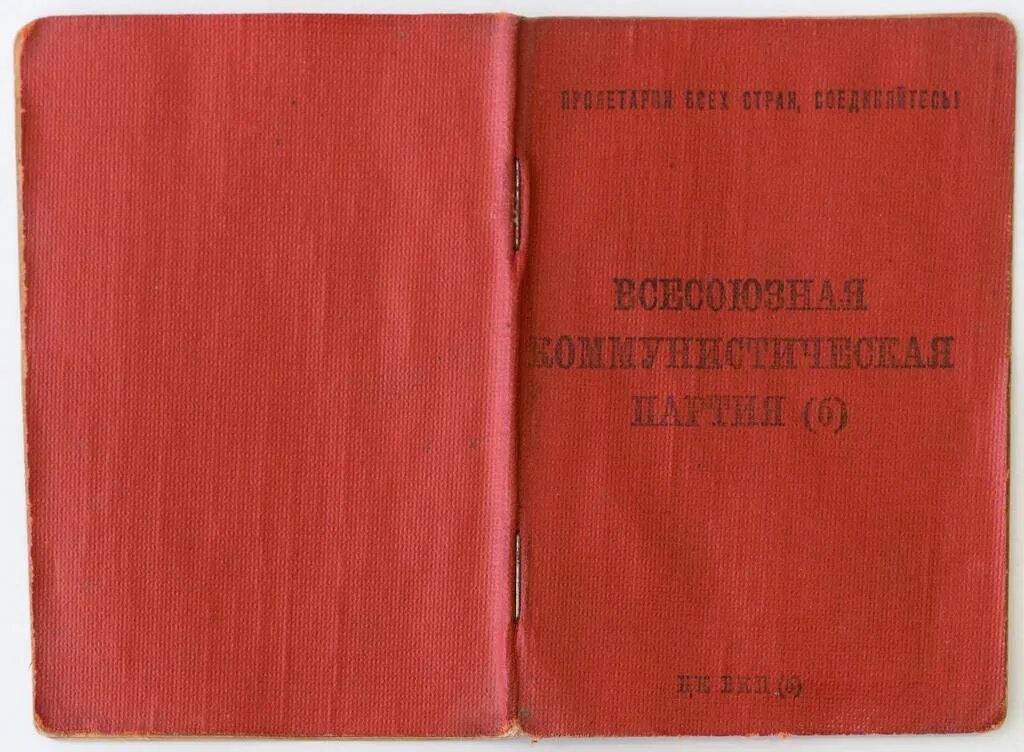 ПРОЛЕТАРИИ ВСЕХ СТРАН, СОЕДИНЯЙТЕСЬ!
ВСЕСОЮЗНАЯ
КОММУНИСТИЧЕСКАЯ
ПАРТИЯ (б)
ЦК ВКП(б)